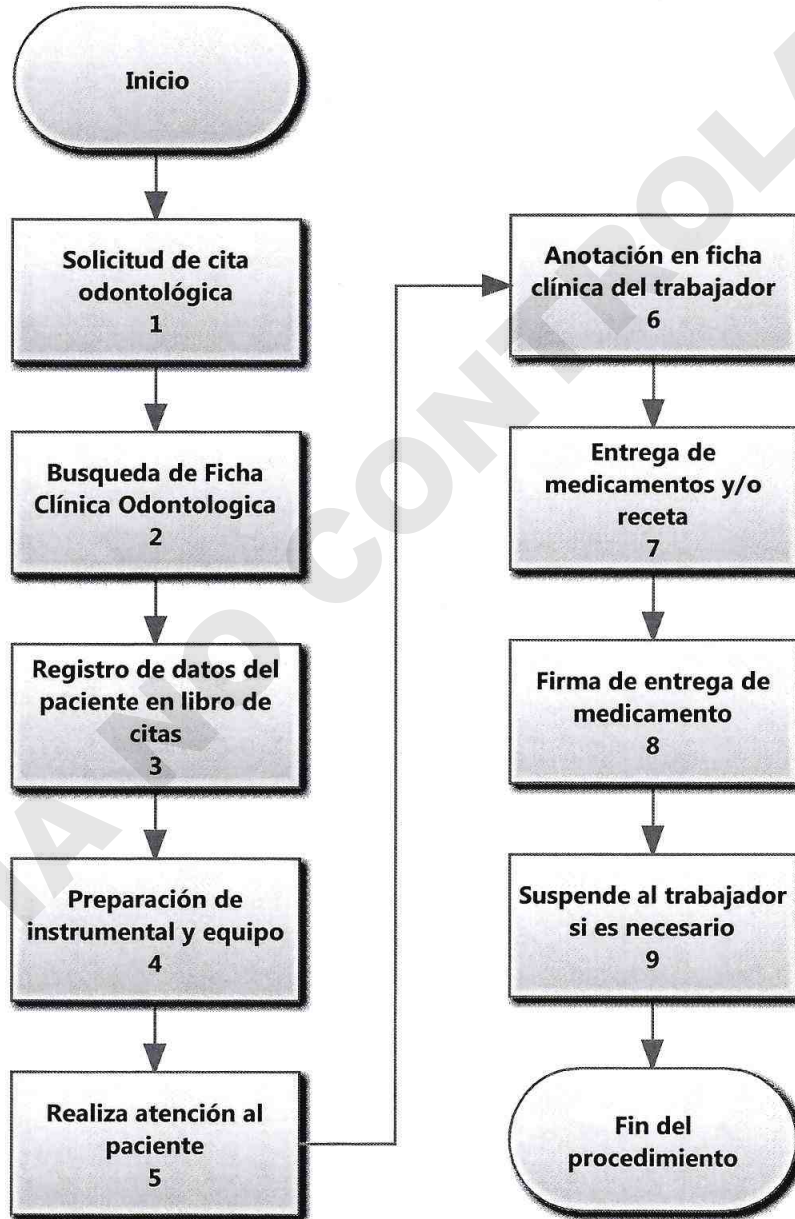 Inicio
Solicitud de cita
odontológica
1
Busqueda de Ficha
Clínica Odontologica
2
Registro de datos del
paciente en libro de
citas
3
Preparación de
instrumental y equipo
4
Realiza atención al
paciente
5
Anotación en ficha
clínica del trabajador
6
Entrega de
medicamentos y/o
receta
7
Firma de entrega de
medicamento
8
Suspende al trabajador
si es necesario
9
Fin del
procedimiento
NO